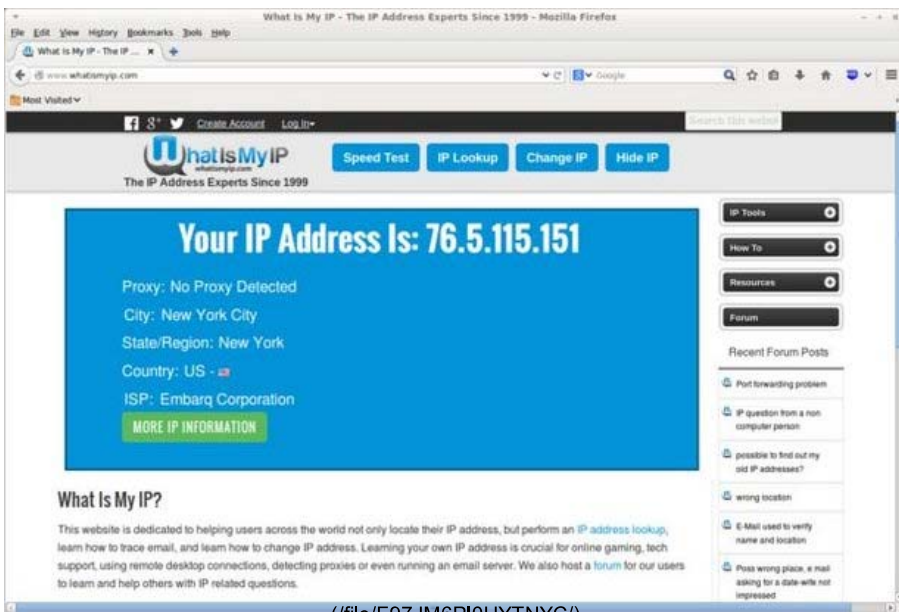 What Is My IP - The IP Address Experts Since 1999 - Mozilla Firefox
File Edit View History Bookmarks Tools Help
What Is My IP - The IP ...
www.whatismyip.com
Google
Most Visited
Create Account Log In
Search this websit
WhatIsMyIP
whatismyip.com
The IP Address Experts Since 1999
Speed Test IP Lookup Change IP Hide IP
Your IP Address Is: 76.5.115.151
Proxy: No Proxy Detected
City: New York City
State/Region: New York
Country: US -
ISP: Embarq Corporation
MORE IP INFORMATION
IP Tools
How To
Resources
Forum
Recent Forum Posts
Port forwarding problem
IP question from a non
computer person
possible to find out my
old IP addresses?
wrong location
E-Mail used to verify
name and location
Poss wrong place, e mail
asking for a date-wife not
impressed
What Is My IP?
This website is dedicated to helping users across the world not only locate their IP address, but perform an IP address lookup,
learn how to trace email, and learn how to change IP address. Learning your own IP address is crucial for online gaming, tech
support, using remote desktop connections, detecting proxies or even running an email server. We also host a forum for our users
to learn and help others with IP related questions.